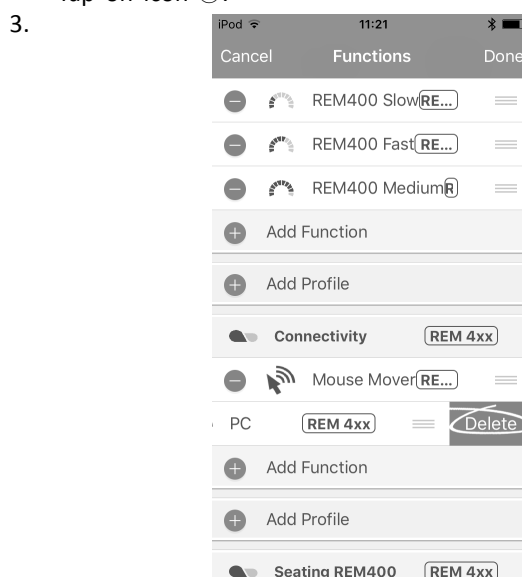 Tap on icon ⊖.
3.
iPod 11:21
Cancel Functions Done
REM400 Slow RE...
REM400 Fast RE...
REM400 Medium R
Add Function
Add Profile
Connectivity REM 4xx
Mouse Mover RE...
PC REM 4xx Delete
Add Function
Add Profile
Seating REM400 REM 4xx